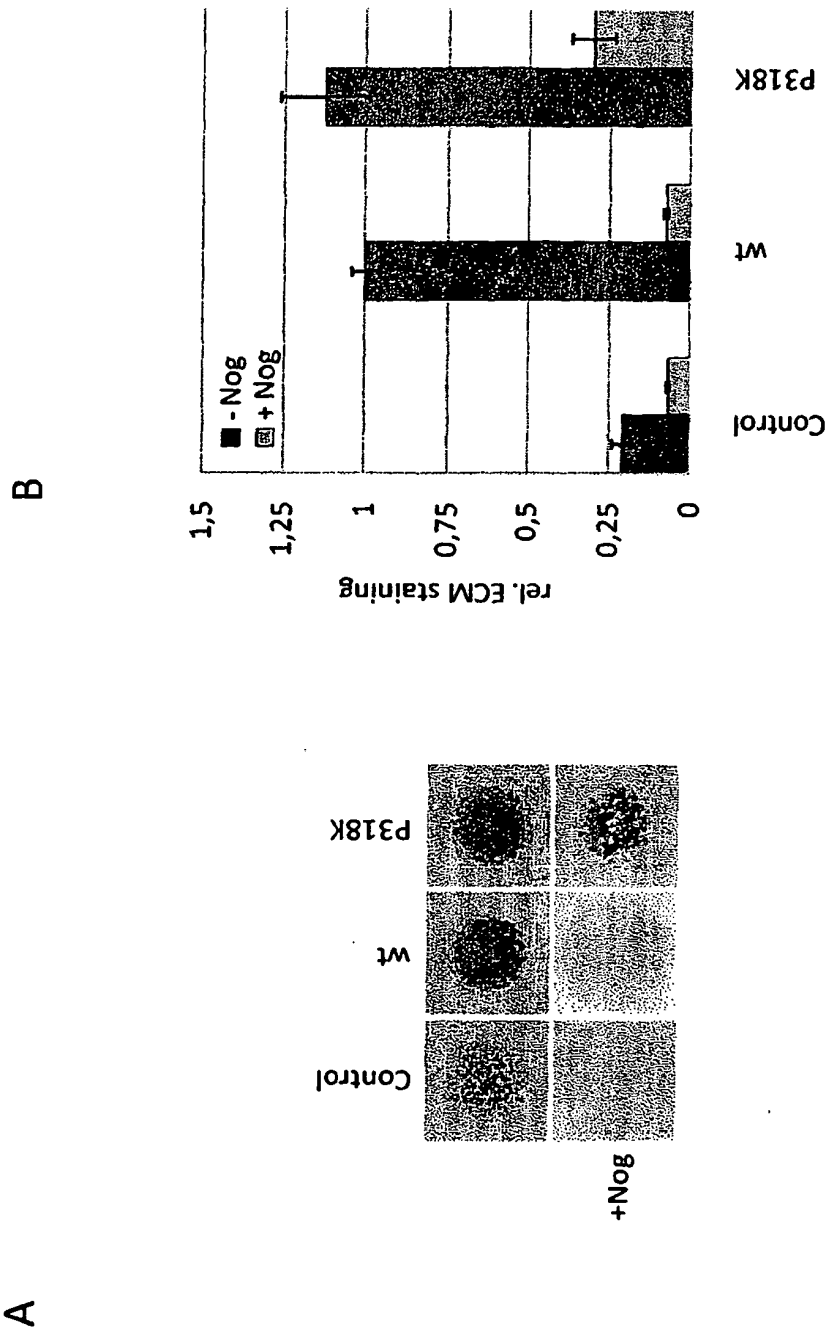 A
Control
wt
P318K
+Nog
B
- Nog
+ Nog
rel. ECM staining
1,5
1,25
1
0,75
0,5
0,25
0
Control
wt
P318K